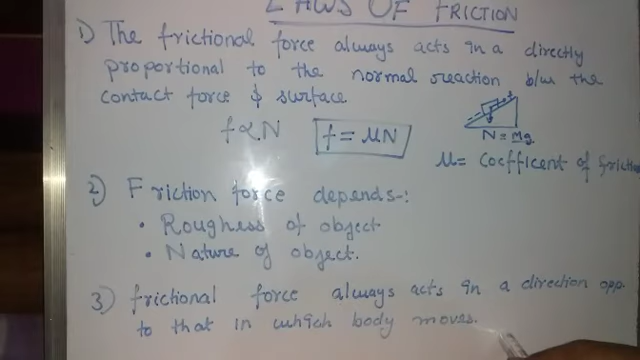 LAWS OF FRICTION
1) The frictional force always acts in a directly
proportional to the normal reaction b/w the
contact force & surface
f ∝ N f = μN
N = Mg
μ = Cofficent of friction
2) Friction force depends-:
• Roughess of object
• Nature of object.
3) frictional force always acts in a direction opp.
to that in which body moves.